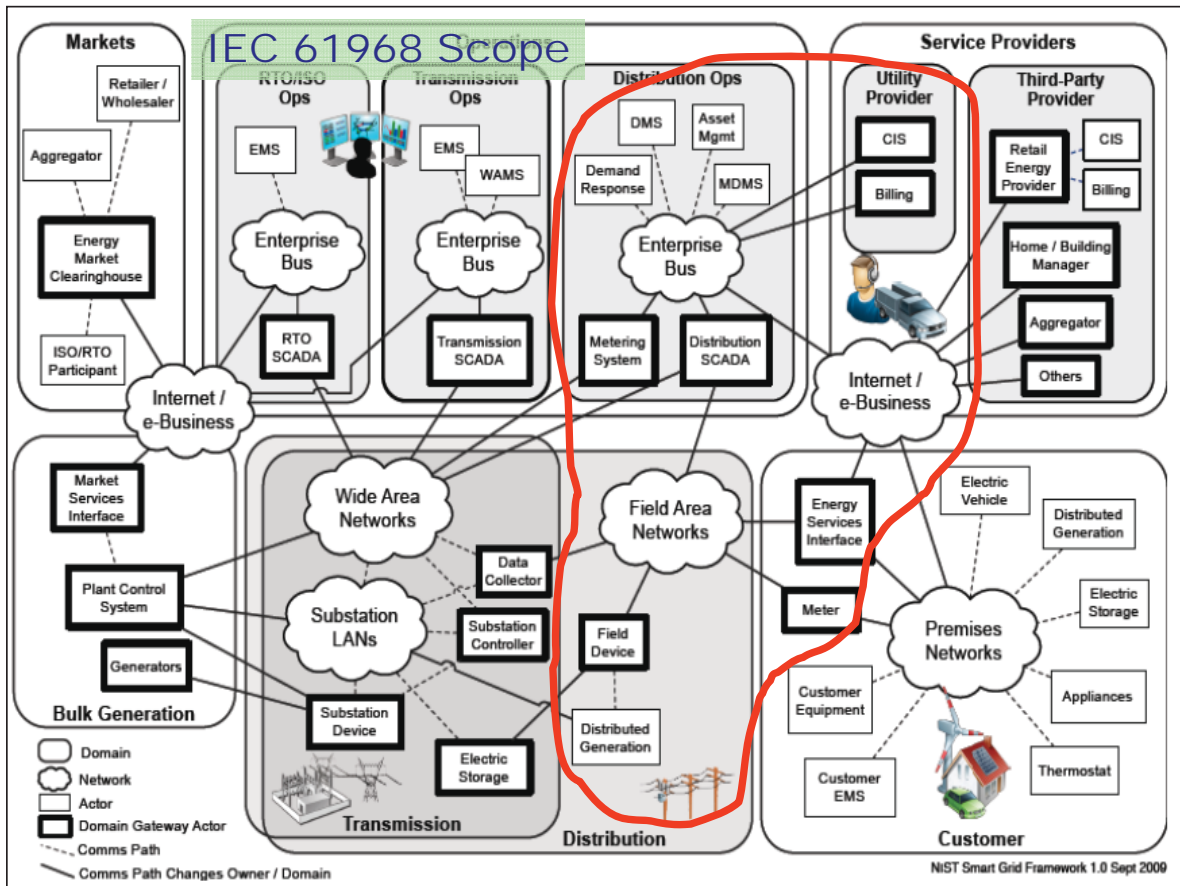 IEC 61968 Scope
Markets
Operations
Service Providers
Retailer /
Wholesaler
Aggregator
Energy
Market
Clearinghouse
ISO/RTO
Participant
RTO/ISO
Ops
EMS
Enterprise
Bus
RTO
SCADA
Transmission
Ops
EMS
WAMS
Enterprise
Bus
Transmission
SCADA
Distribution Ops
DMS
Asset
Mgmt
Demand
Response
MDMS
Enterprise
Bus
Metering
System
Distribution
SCADA
Utility
Provider
CIS
Billing
Third-Party
Provider
Retail
Energy
Provider
CIS
Billing
Home / Building
Manager
Aggregator
Others
Internet /
e-Business
Internet /
e-Business
Market
Services
Interface
Plant Control
System
Generators
Bulk Generation
Wide Area
Networks
Substation
LANs
Data
Collector
Substation
Controller
Substation
Device
Electric
Storage
Transmission
Field Area
Networks
Field
Device
Distributed
Generation
Distribution
Energy
Services
Interface
Meter
Electric
Vehicle
Distributed
Generation
Electric
Storage
Premises
Networks
Appliances
Customer
Equipment
Customer
EMS
Thermostat
Customer
Domain
Network
Actor
Domain Gateway Actor
Comms Path
Comms Path Changes Owner / Domain
NIST Smart Grid Framework 1.0 Sept 2009